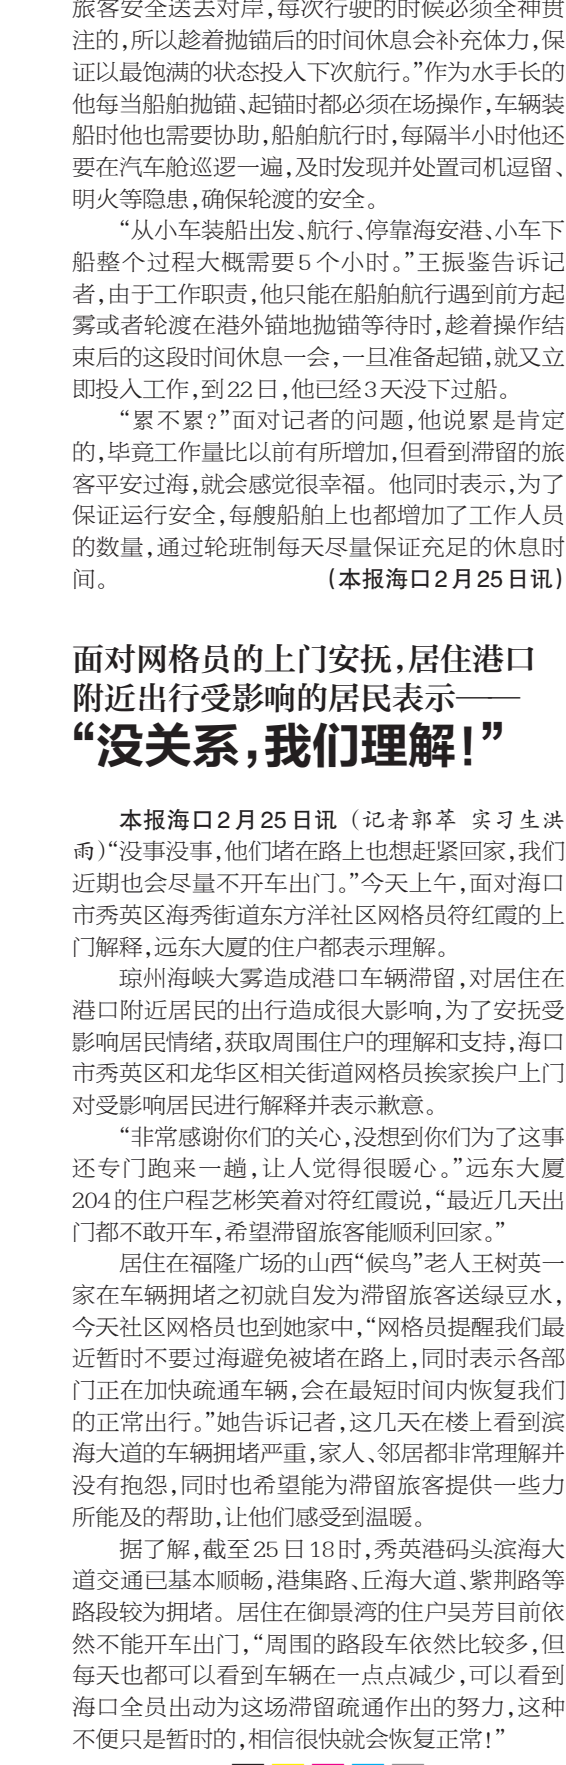 旅客安全送去对岸,每次行驶的时候必须全神贯
注的,所以趁着抛锚后的时间休息会补充体力,保
证以最饱满的状态投入下次航行。”作为水手长的
他每当船舶抛锚、起锚时都必须在场操作,车辆装
船时他也需要协助,船舶航行时,每隔半小时他还
要在汽车舱巡逻一遍,及时发现并处置司机逗留、
明火等隐患,确保轮渡的安全。
“从小车装船出发、航行、停靠海安港、小车下
船整个过程大概需要5个小时。”王振鉴告诉记
者,由于工作职责,他只能在船舶航行遇到前方起
雾或者轮渡在港外锚地抛锚等待时,趁着操作结
束后的这段时间休息一会,一旦准备起锚,就又立
即投入工作,到22日,他已经3天没下过船。
“累不累?”面对记者的问题,他说累是肯定
的,毕竟工作量比以前有所增加,但看到滞留的旅
客平安过海,就会感觉很幸福。他同时表示,为了
保证运行安全,每艘船舶上也都增加了工作人员
的数量,通过轮班制每天尽量保证充足的休息时
间。 (本报海口2月25日讯)
面对网格员的上门安抚,居住港口
附近出行受影响的居民表示——
“没关系,我们理解!”
本报海口2月25日讯 (记者郭萃 实习生洪
雨)“没事没事,他们堵在路上也想赶紧回家,我们
近期也会尽量不开车出门。”今天上午,面对海口
市秀英区海秀街道东方洋社区网格员符红霞的上
门解释,远东大厦的住户都表示理解。
琼州海峡大雾造成港口车辆滞留,对居住在
港口附近居民的出行造成很大影响,为了安抚受
影响居民情绪,获取周围住户的理解和支持,海口
市秀英区和龙华区相关街道网格员挨家挨户上门
对受影响居民进行解释并表示歉意。
“非常感谢你们的关心,没想到你们为了这事
还专门跑来一趟,让人觉得很暖心。”远东大厦
204的住户程艺彬笑着对符红霞说,“最近几天出
门都不敢开车,希望滞留旅客能顺利回家。”
居住在福隆广场的山西“候鸟”老人王树英一
家在车辆拥堵之初就自发为滞留旅客送绿豆水,
今天社区网格员也到她家中,“网格员提醒我们最
近暂时不要过海避免被堵在路上,同时表示各部
门正在加快疏通车辆,会在最短时间内恢复我们
的正常出行。”她告诉记者,这几天在楼上看到滨
海大道的车辆拥堵严重,家人、邻居都非常理解并
没有抱怨,同时也希望能为滞留旅客提供一些力
所能及的帮助,让他们感受到温暖。
据了解,截至25日18时,秀英港码头滨海大
道交通已基本顺畅,港集路、丘海大道、紫荆路等
路段较为拥堵。居住在御景湾的住户吴芳目前依
然不能开车出门,“周围的路段车依然比较多,但
每天也都可以看到车辆在一点点减少,可以看到
海口全员出动为这场滞留疏通作出的努力,这种
不便只是暂时的,相信很快就会恢复正常!”